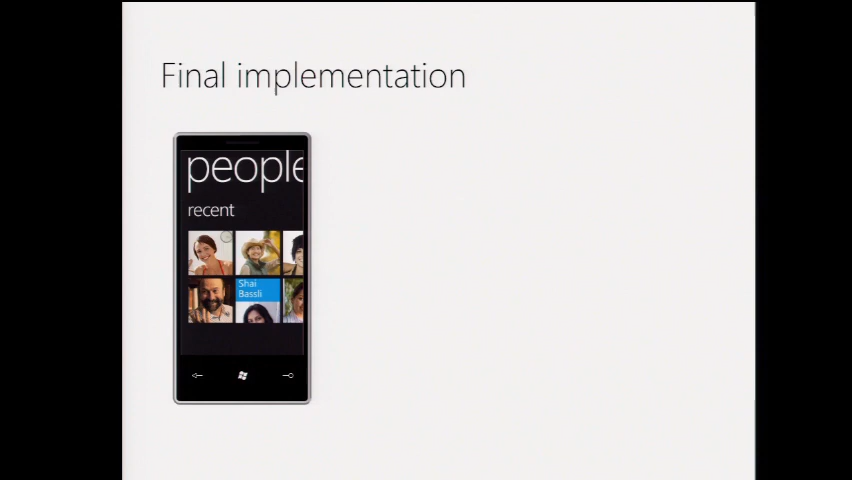 Final implementation
people
recent
Shai
Bassli